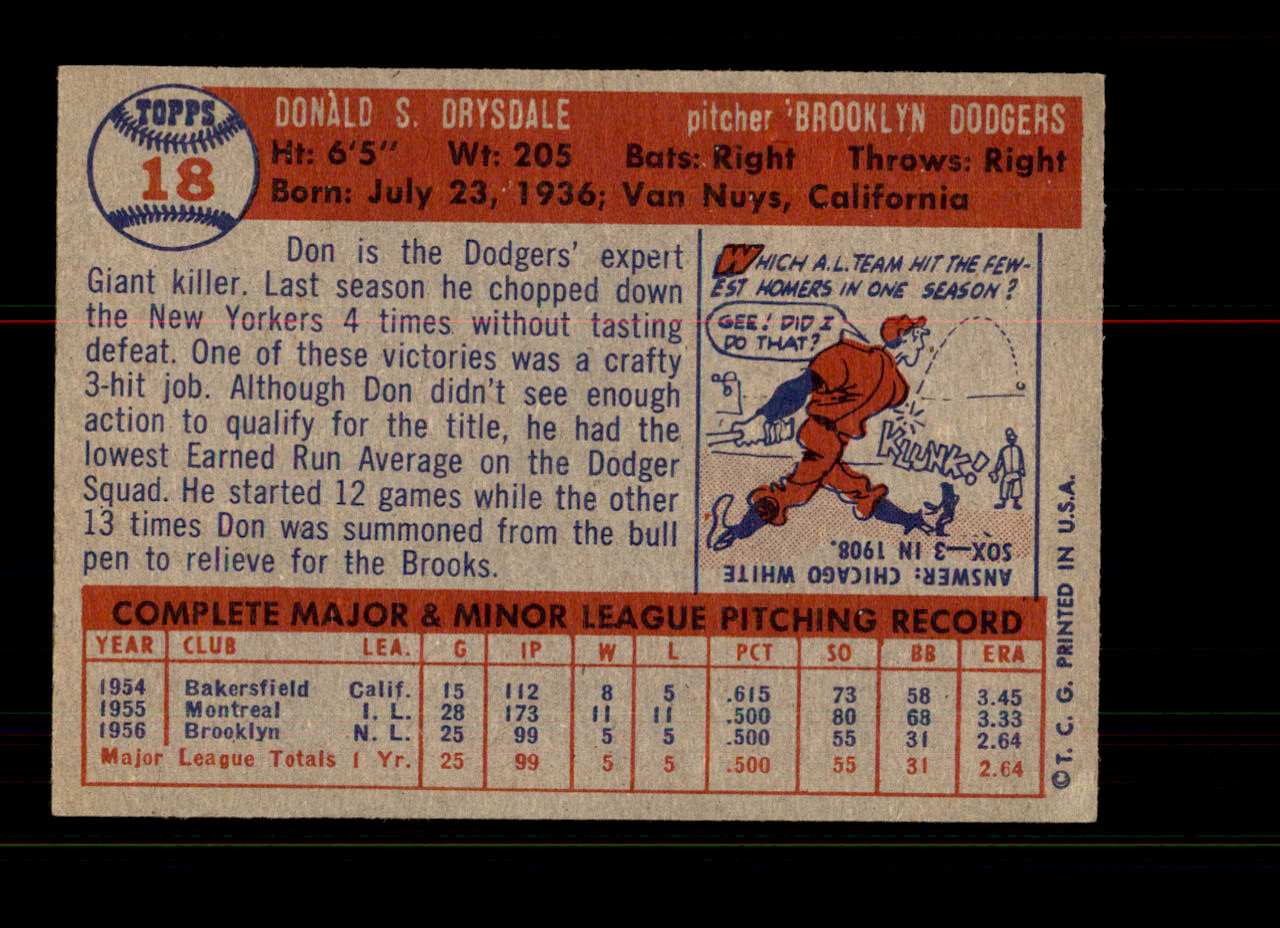 TOPPS
18
DONALD S. DRYSDALE pitcher BROOKLYN DODGERS
Ht: 6'5" Wt: 205 Bats: Right Throws: Right
Born: July 23, 1936; Van Nuys, California
Don is the Dodgers' expert
Giant killer. Last season he chopped down
the New Yorkers 4 times without tasting
defeat. One of these victories was a crafty
3-hit job. Although Don didn't see enough
action to qualify for the title, he had the
lowest Earned Run Average on the Dodger
Squad. He started 12 games while the other
13 times Don was summoned from the bull
pen to relieve for the Brooks.
WHICH A.L. TEAM HIT THE FEW-
EST HOMERS IN ONE SEASON?
GEE! DID I
DO THAT?
KLUNK!
ANSWER: CHICAGO WHITE
SOX—3 IN 1908.
COMPLETE MAJOR & MINOR LEAGUE PITCHING RECORD
YEAR CLUB LEA. G IP W L PCT SO BB ERA
1954 Bakersfield Calif. 15 112 8 5 .615 73 58 3.45
1955 Montreal I. L. 28 173 11 11 .500 80 68 3.33
1956 Brooklyn N. L. 25 99 5 5 .500 55 31 2.64
Major League Totals 1 Yr. 25 99 5 5 .500 55 31 2.64
© T. C. G. PRINTED IN U.S.A.